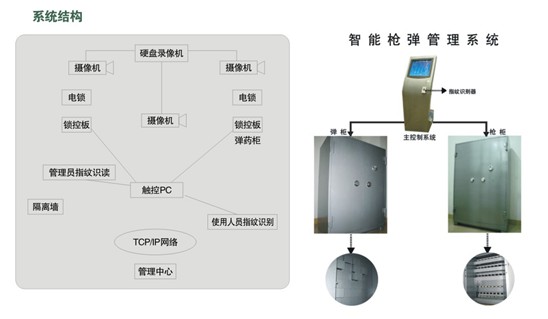 系统结构
硬盘录像机
摄像机
摄像机
电锁
电锁
摄像机
锁控板
锁控板
弹药柜
管理员指纹识读
触控PC
隔离墙
使用人员指纹识别
TCP/IP网络
管理中心
智能枪弹管理系统
指纹识别器
主控制系统
弹柜
枪柜